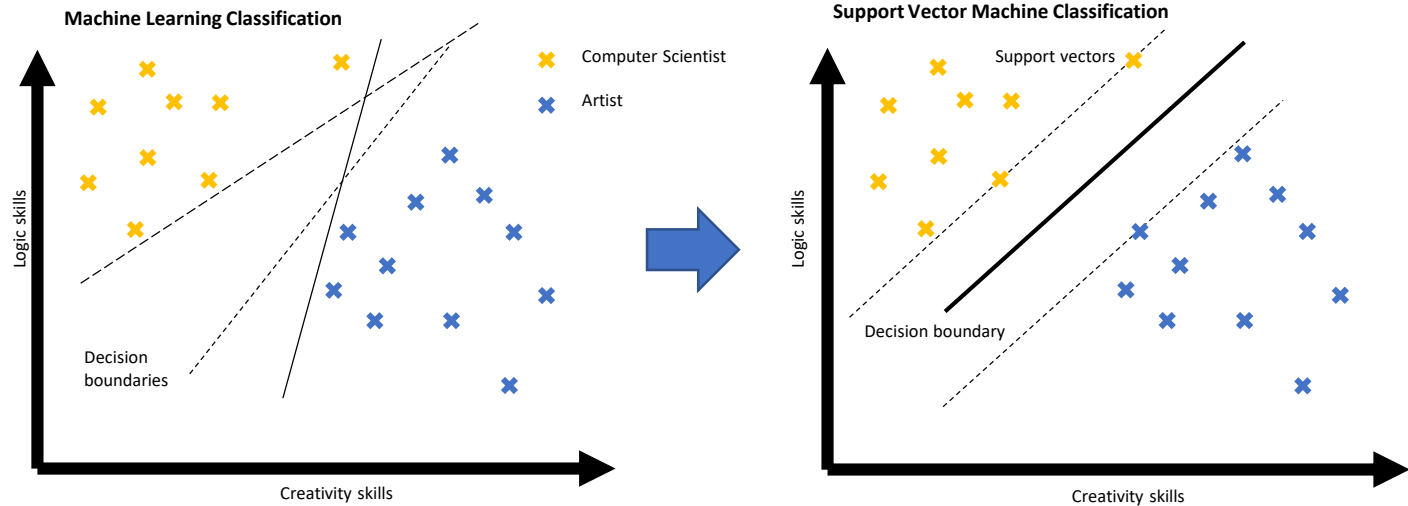 Machine Learning Classification
Computer Scientist
Artist
Logic skills
Decision
boundaries
Creativity skills
Support Vector Machine Classification
Support vectors
Logic skills
Decision boundary
Creativity skills